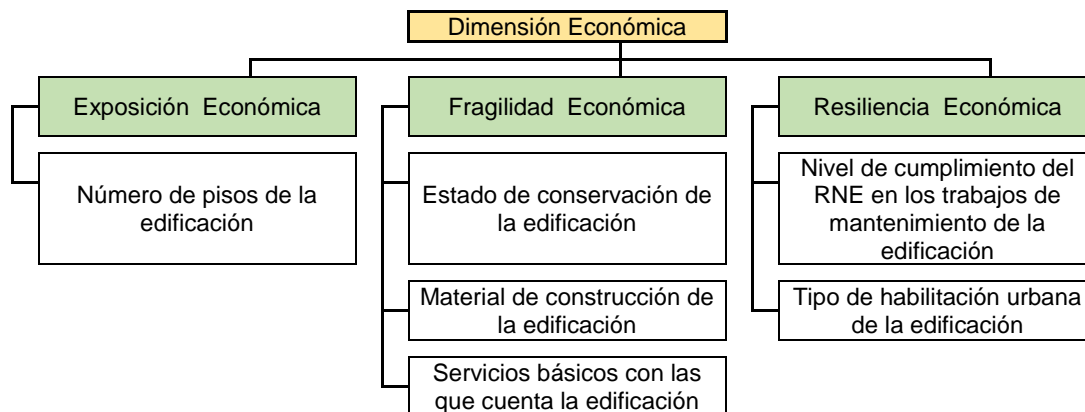 Dimensión Económica
Exposición Económica
Fragilidad Económica
Resiliencia Económica
Número de pisos de la
edificación
Estado de conservación de
la edificación
Nivel de cumplimiento del
RNE en los trabajos de
mantenimiento de la
edificación
Material de construcción de
la edificación
Tipo de habilitación urbana
de la edificación
Servicios básicos con las
que cuenta la edificación